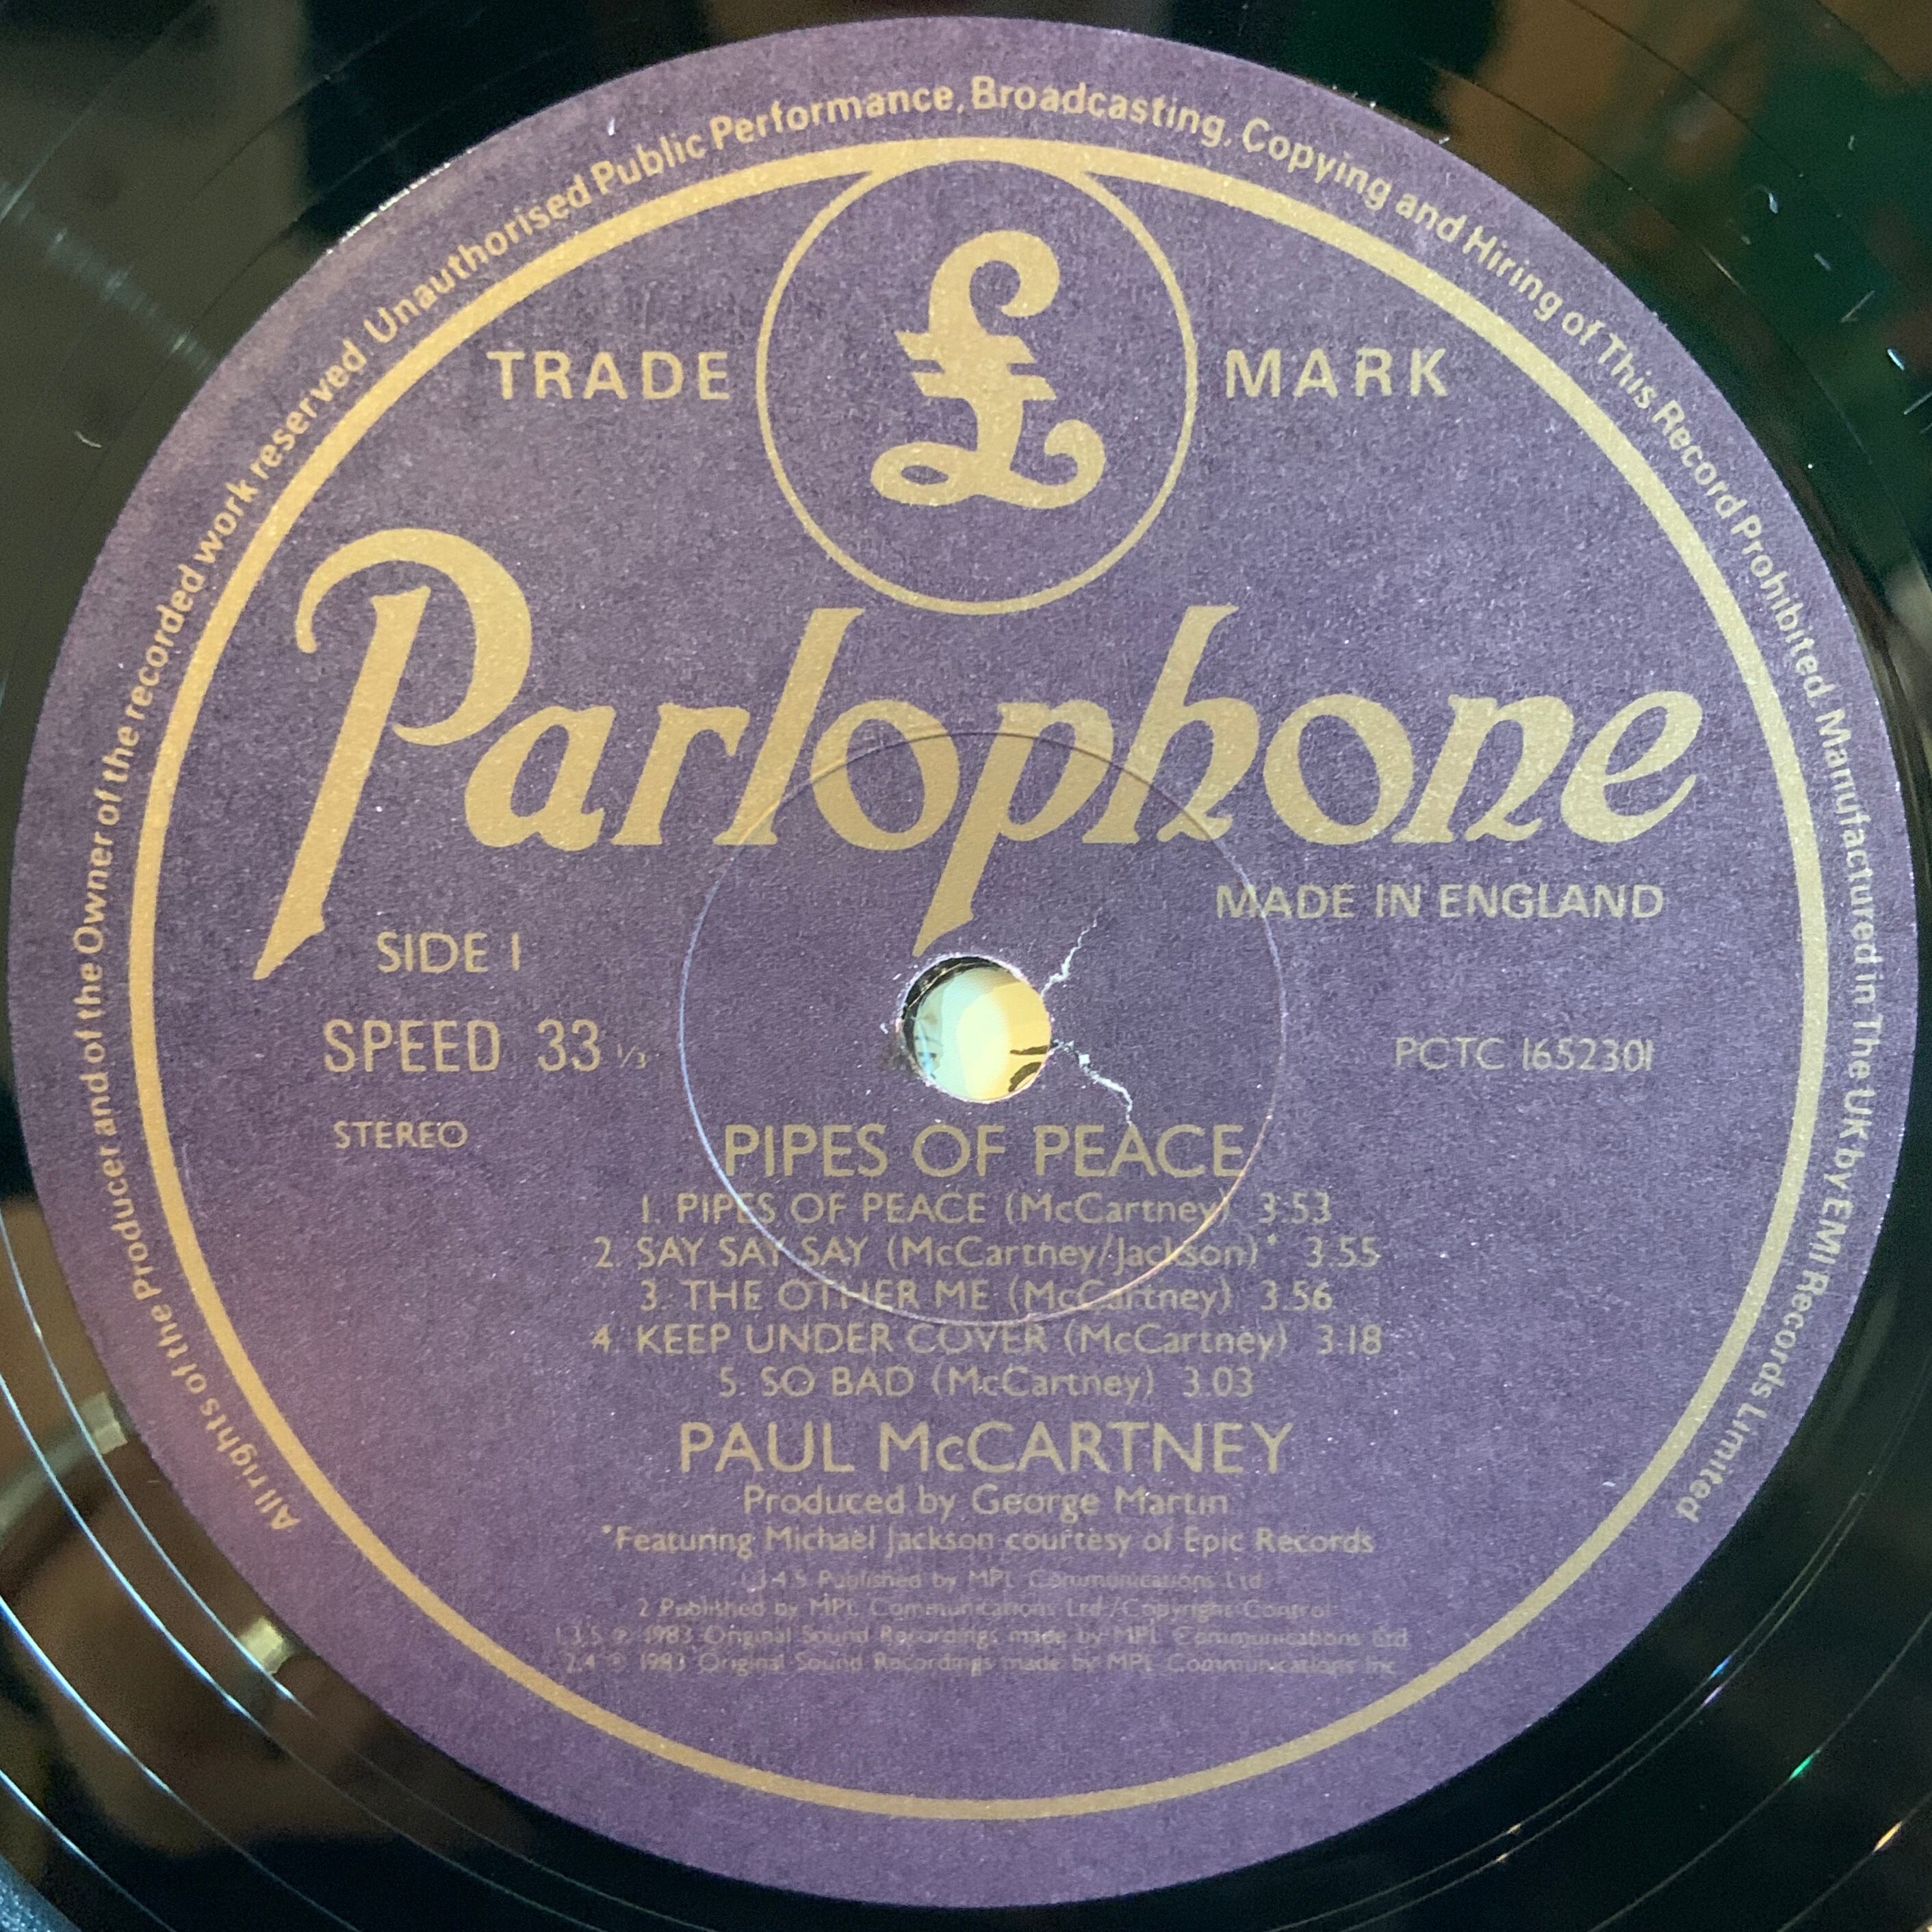 All rights of the Producer and of the Owner of the recorded work reserved. Unauthorised Public Performance, Broadcasting, Copying and Hiring of This Record Prohibited. Manufactured in The UK by EMI Records Limited
TRADE £ MARK
Parlophone
MADE IN ENGLAND
SIDE 1
SPEED 33 1/3
PCTC 1652301
STEREO
PIPES OF PEACE
1. PIPES OF PEACE (McCartney) 3:53
2. SAY SAY SAY (McCartney/Jackson)* 3.55
3. THE OTHER ME (McCartney) 3.56
4. KEEP UNDER COVER (McCartney) 3.18
5. SO BAD (McCartney) 3.03
PAUL McCARTNEY
Produced by George Martin
*Featuring Michael Jackson courtesy of Epic Records
1.3.4.5 Published by MPL Communications Ltd
2 Published by MPL Communications Ltd/Copyright Control
1.3.5 ℗ 1983 Original Sound Recordings made by MPL Communications Ltd
2.4 ℗ 1983 Original Sound Recordings made by MPL Communications Inc